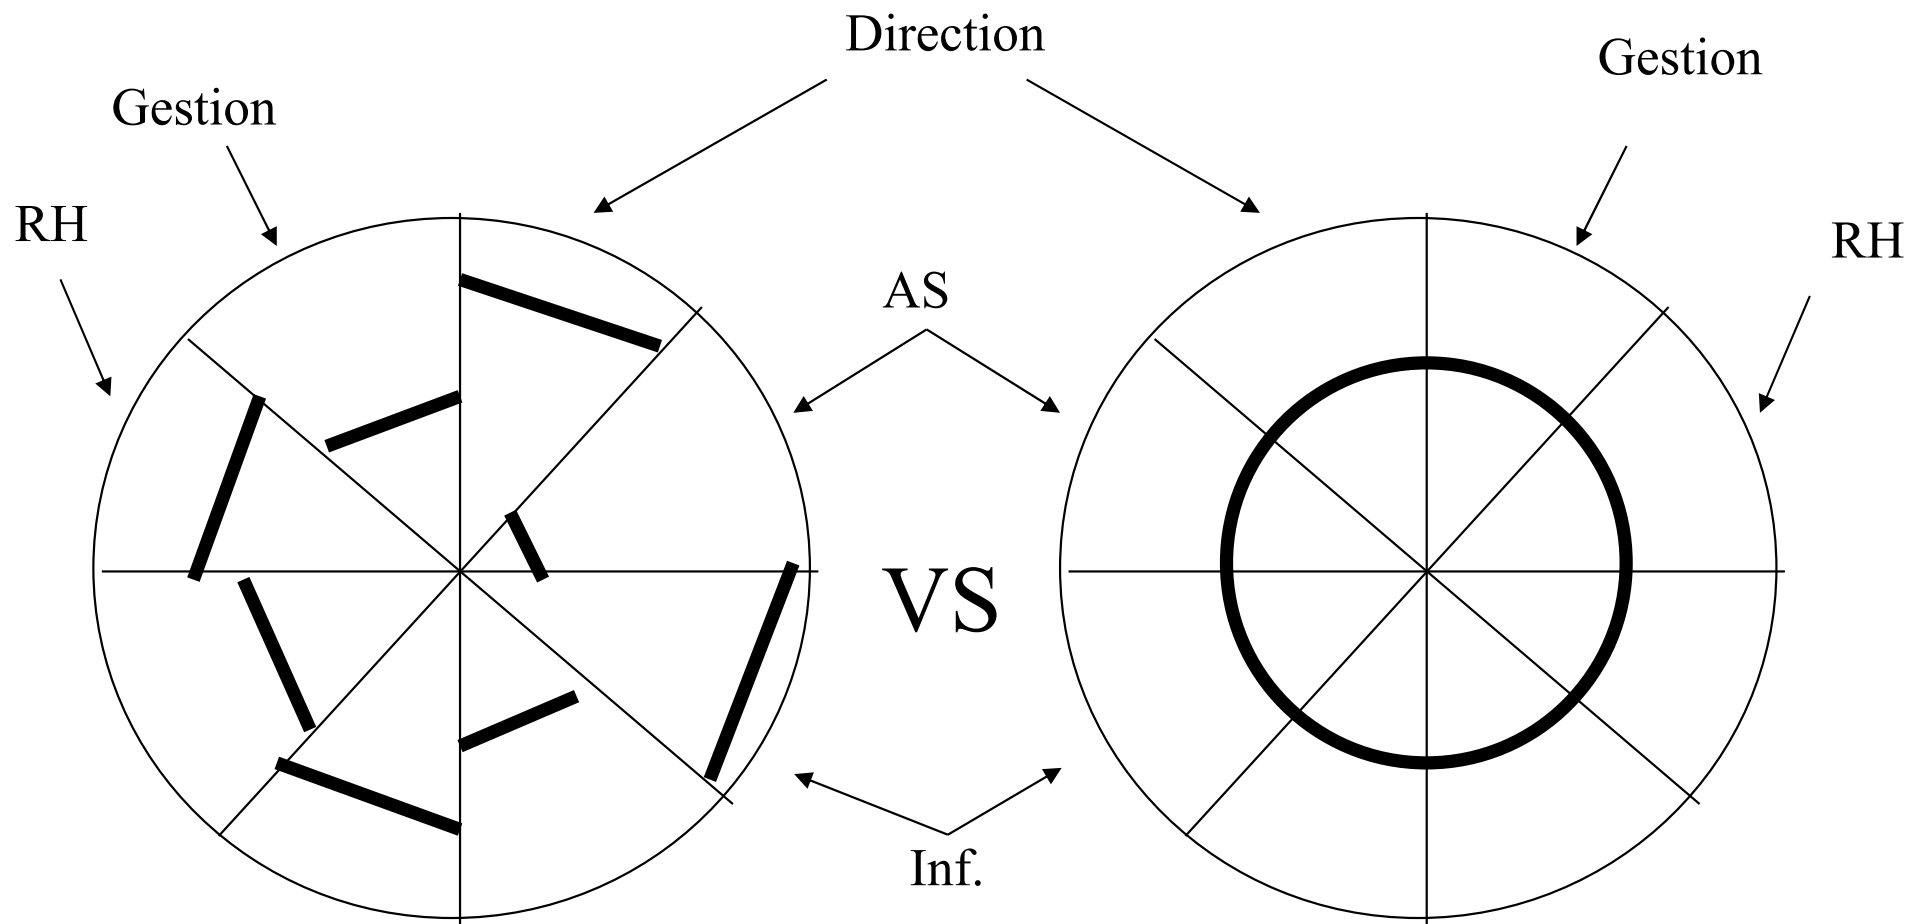 Direction
Gestion
Gestion
RH
RH
AS
VS
Inf.